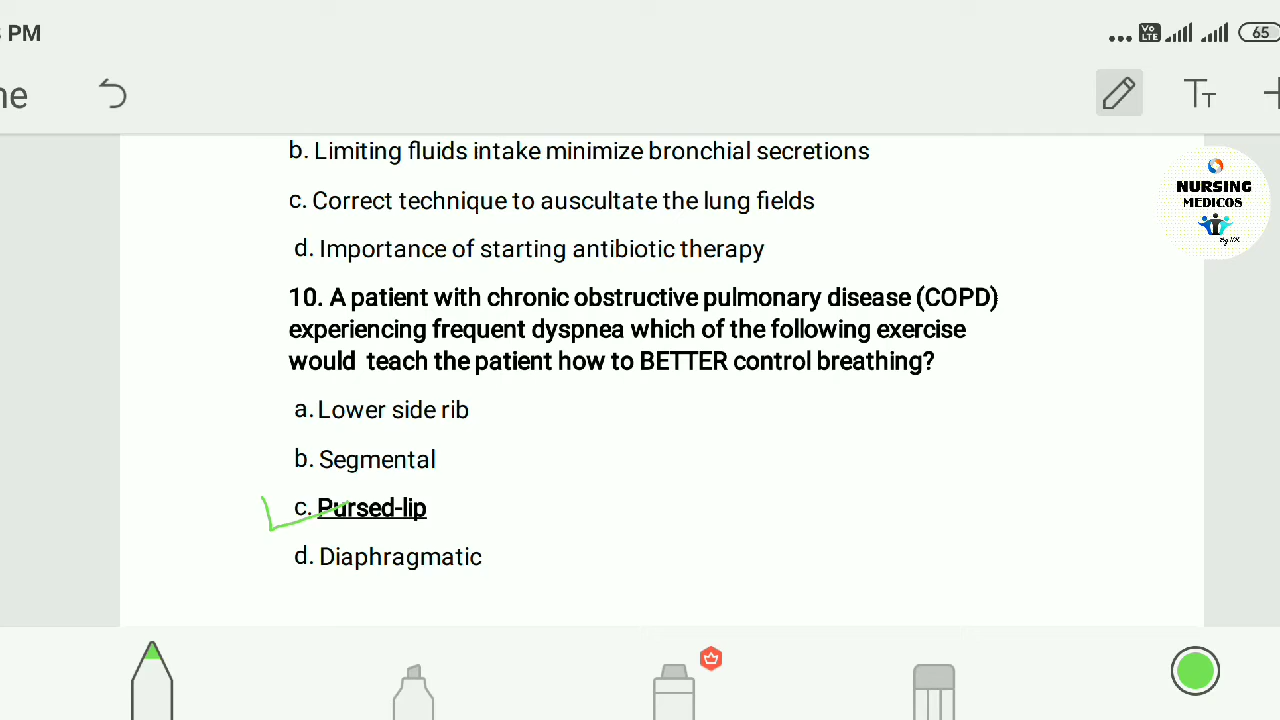 PM
65
ne
TT
b. Limiting fluids intake minimize bronchial secretions
c. Correct technique to auscultate the lung fields
d. Importance of starting antibiotic therapy
NURSING
MEDICOS
10. A patient with chronic obstructive pulmonary disease (COPD)
experiencing frequent dyspnea which of the following exercise
would teach the patient how to BETTER control breathing?
a. Lower side rib
b. Segmental
c. Pursed-lip
d. Diaphragmatic